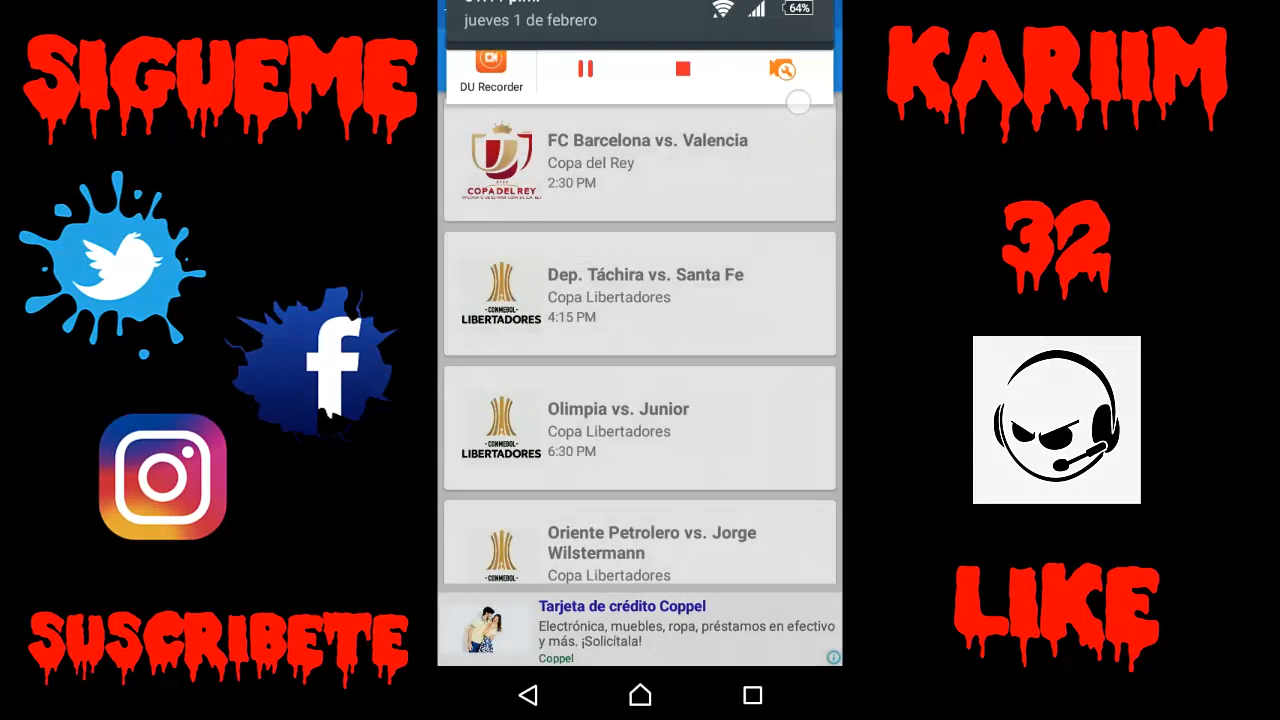 SIGUEME
KARIIM
32
LIKE
SUSCRIBETE
jueves 1 de febrero
64%
DU Recorder
FC Barcelona vs. Valencia
Copa del Rey
2:30 PM
COPA DEL REY
Dep. Táchira vs. Santa Fe
Copa Libertadores
4:15 PM
CONMEBOL
LIBERTADORES
Olimpia vs. Junior
Copa Libertadores
6:30 PM
CONMEBOL
LIBERTADORES
Oriente Petrolero vs. Jorge
Wilstermann
Copa Libertadores
CONMEBOL
Tarjeta de crédito Coppel
Electrónica, muebles, ropa, préstamos en efectivo
y más. ¡Solicítala!
Coppel